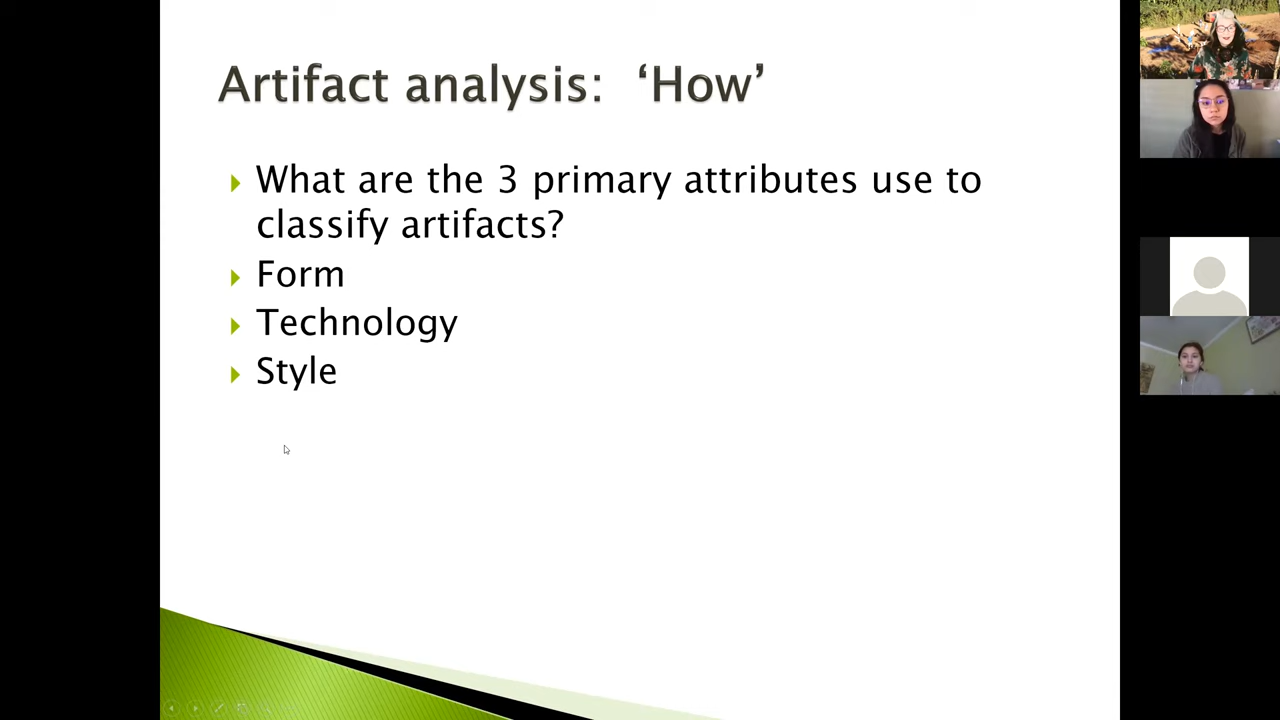 Artifact analysis: ‘How’
What are the 3 primary attributes use to
classify artifacts?
Form
Technology
Style